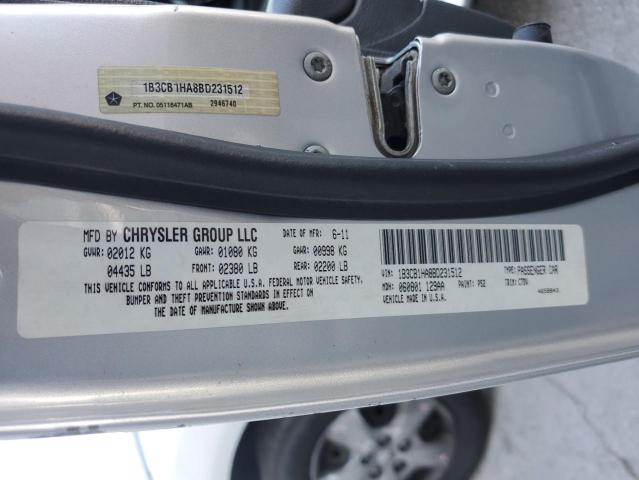 1B3CB1HA8BD231512
PT. NO. 05116471AB 2946740
MFD BY CHRYSLER GROUP LLC DATE OF MFR: 6-11
GVWR: 02012 KG GAWR: 01080 KG GAWR: 00998 KG
04435 LB FRONT: 02380 LB REAR: 02200 LB
THIS VEHICLE CONFORMS TO ALL APPLICABLE U.S.A. FEDERAL MOTOR VEHICLE SAFETY,
BUMPER AND THEFT PREVENTION STANDARDS IN EFFECT ON
THE DATE OF MANUFACTURE SHOWN ABOVE.
VIN: 1B3CB1HA8BD231512 TYPE: PASSENGER CAR
MDH: 060901 129AA PAINT: PS2 TRIM: C7DV
VEHICLE MADE IN U.S.A.